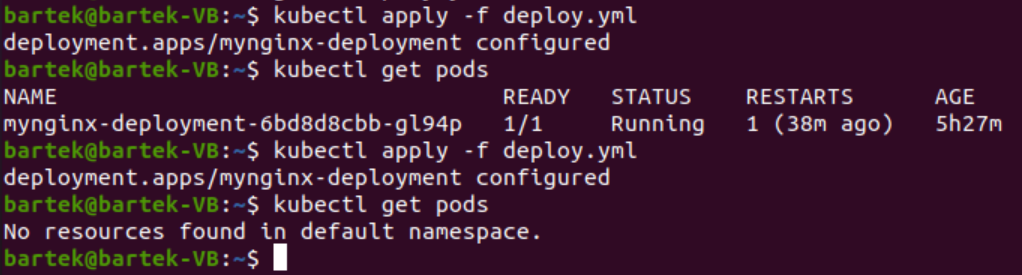 bartek@bartek-VB:~$ kubectl apply -f deploy.yml
deployment.apps/mynginx-deployment configured
bartek@bartek-VB:~$ kubectl get pods
NAME READY STATUS RESTARTS AGE
mynginx-deployment-6bd8d8cbb-gl94p 1/1 Running 1 (38m ago) 5h27m
bartek@bartek-VB:~$ kubectl apply -f deploy.yml
deployment.apps/mynginx-deployment configured
bartek@bartek-VB:~$ kubectl get pods
No resources found in default namespace.
bartek@bartek-VB:~$